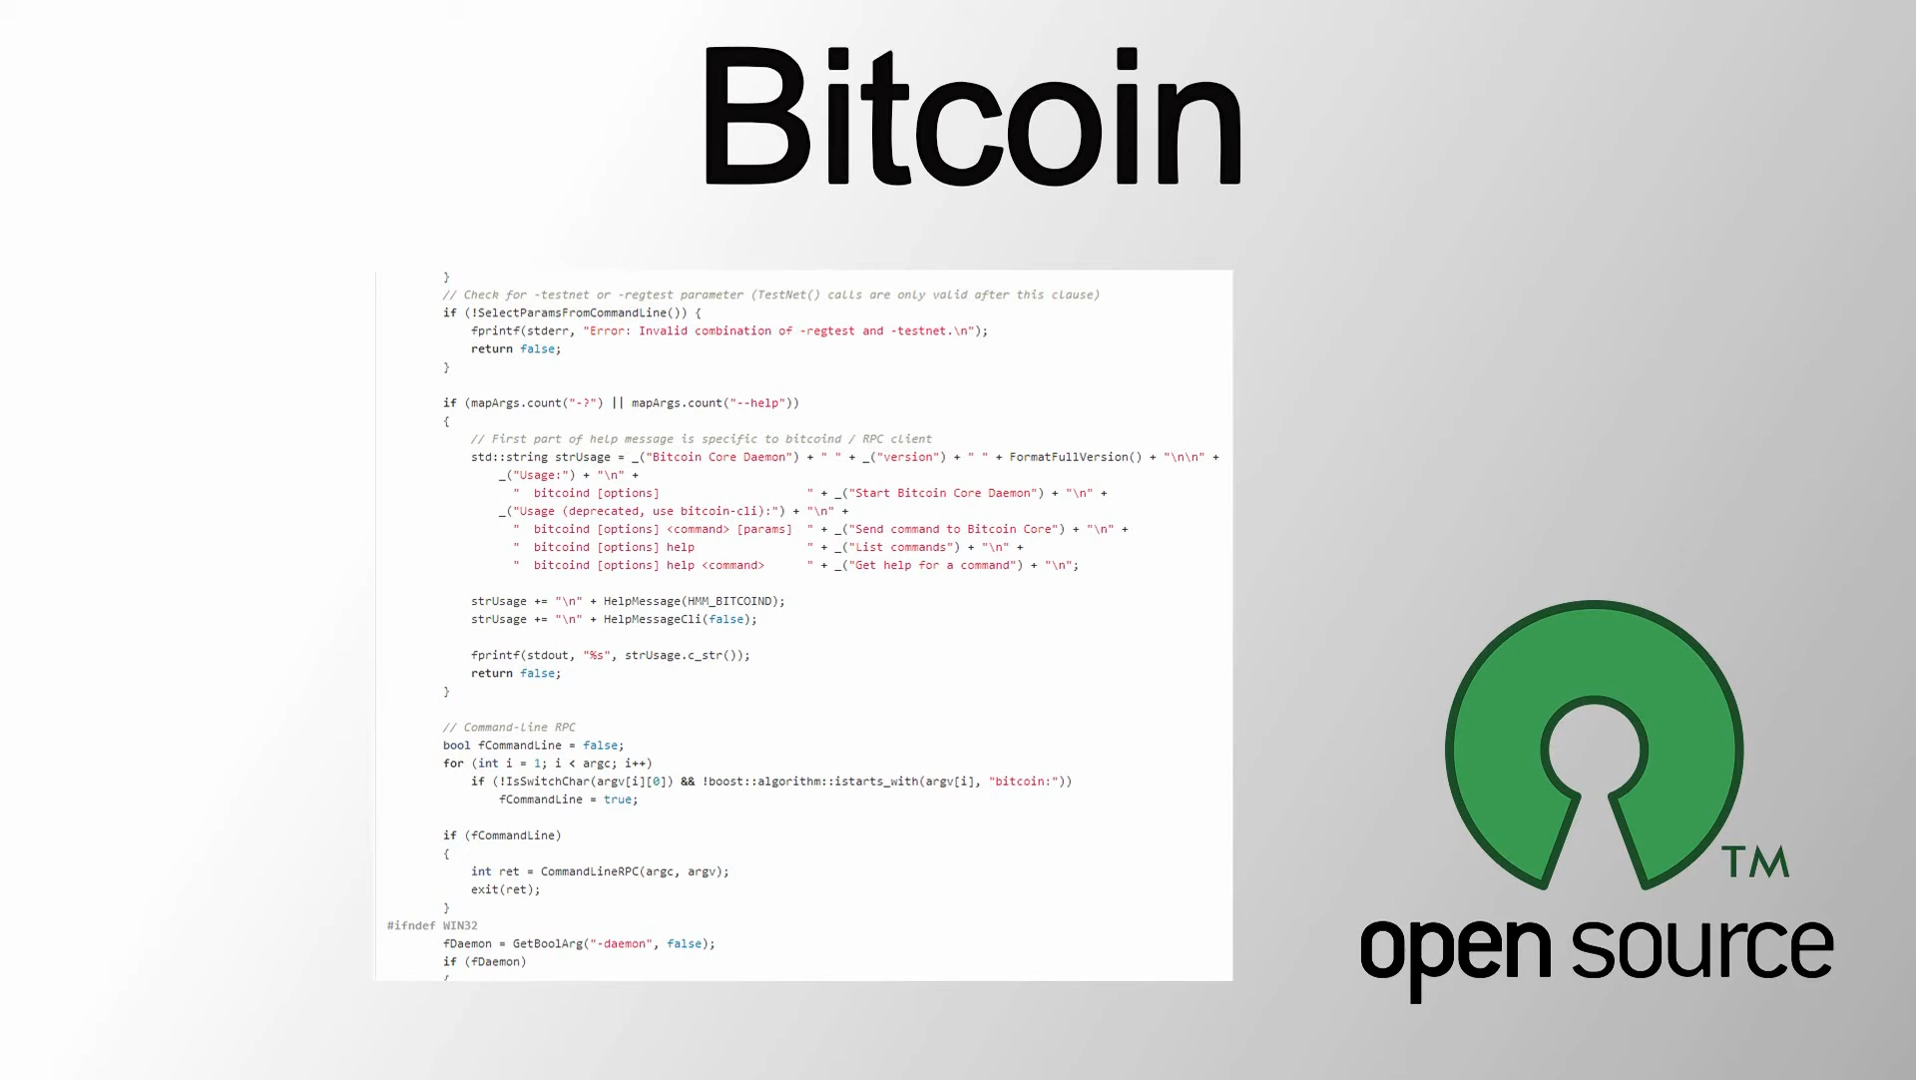 Bitcoin
}
// Check for -testnet or -regtest parameter (TestNet() calls are only valid after this clause)
if (!SelectParamsFromCommandLine()) {
fprintf(stderr, "Error: Invalid combination of -regtest and -testnet.\n");
return false;
}
if (mapArgs.count("-?") || mapArgs.count("--help"))
{
// First part of help message is specific to bitcoind / RPC client
std::string strUsage = _("Bitcoin Core Daemon") + " " + _("version") + " " + FormatFullVersion() + "\n\n" +
_("Usage:") + "\n" +
"  bitcoind [options]                     " + _("Start Bitcoin Core Daemon") + "\n" +
_("Usage (deprecated, use bitcoin-cli):") + "\n" +
"  bitcoind [options] <command> [params]  " + _("Send command to Bitcoin Core") + "\n" +
"  bitcoind [options] help                " + _("List commands") + "\n" +
"  bitcoind [options] help <command>      " + _("Get help for a command") + "\n";
strUsage += "\n" + HelpMessage(HMM_BITCOIND);
strUsage += "\n" + HelpMessageCli(false);
fprintf(stdout, "%s", strUsage.c_str());
return false;
}
// Command-line RPC
bool fCommandLine = false;
for (int i = 1; i < argc; i++)
if (!IsSwitchChar(argv[i][0]) && !boost::algorithm::istarts_with(argv[i], "bitcoin:"))
fCommandLine = true;
if (fCommandLine)
{
int ret = CommandLineRPC(argc, argv);
exit(ret);
}
#ifndef WIN32
fDaemon = GetBoolArg("-daemon", false);
if (fDaemon)
{
TM
open source